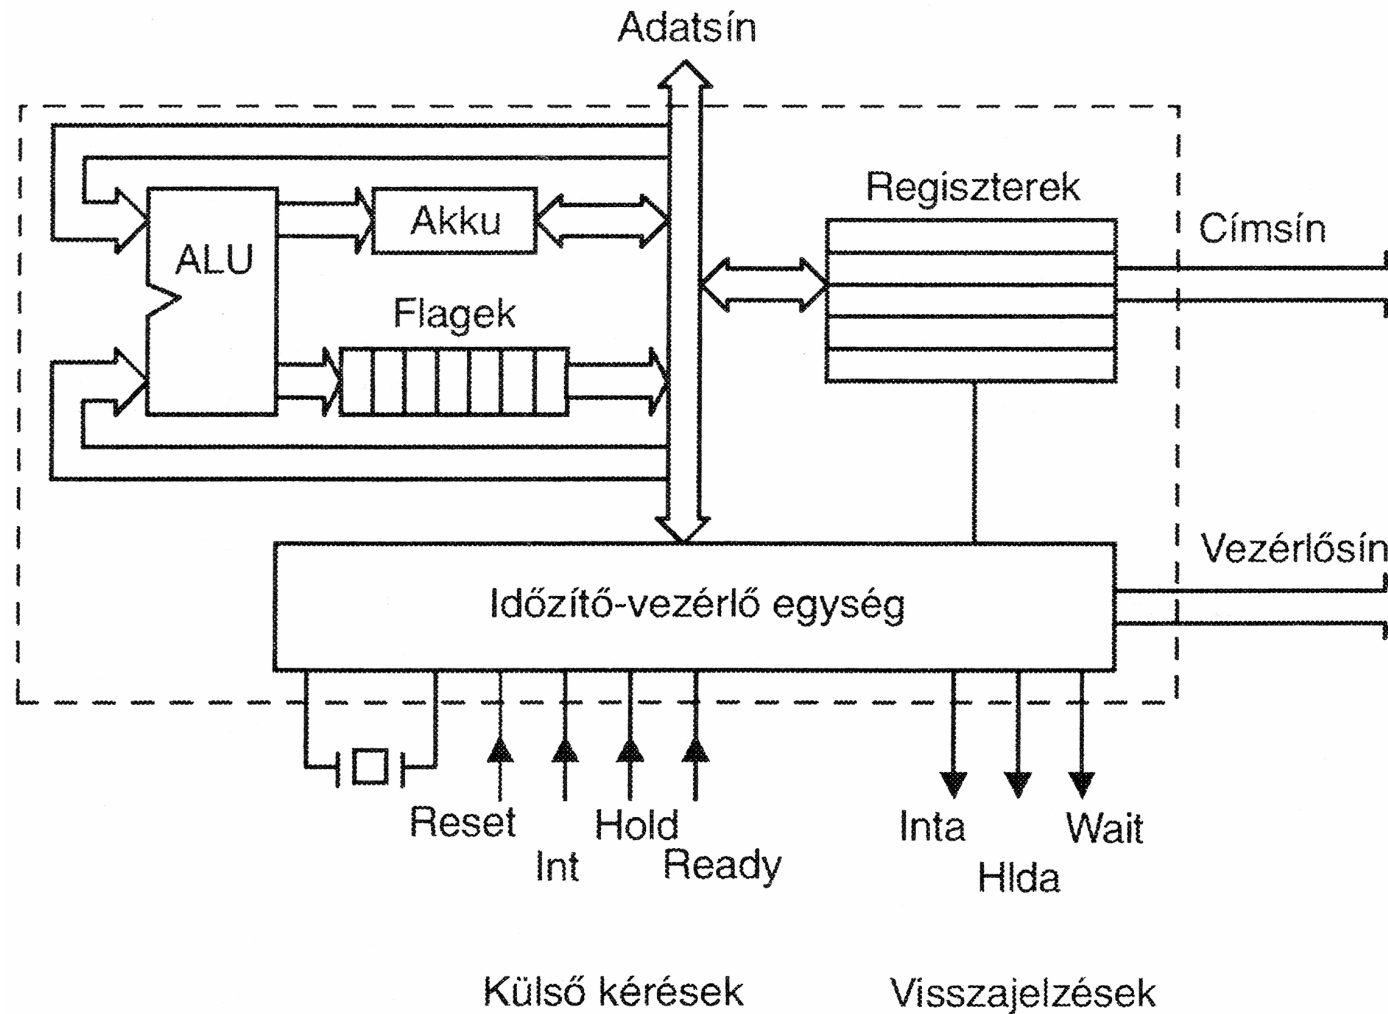 Adatsín
Regiszterek
Címsín
Akku
ALU
Flagek
Vezérlősín
Időzítő-vezérlő egység
Reset
Int
Hold
Ready
Inta
Hlda
Wait
Külső kérések
Visszajelzések